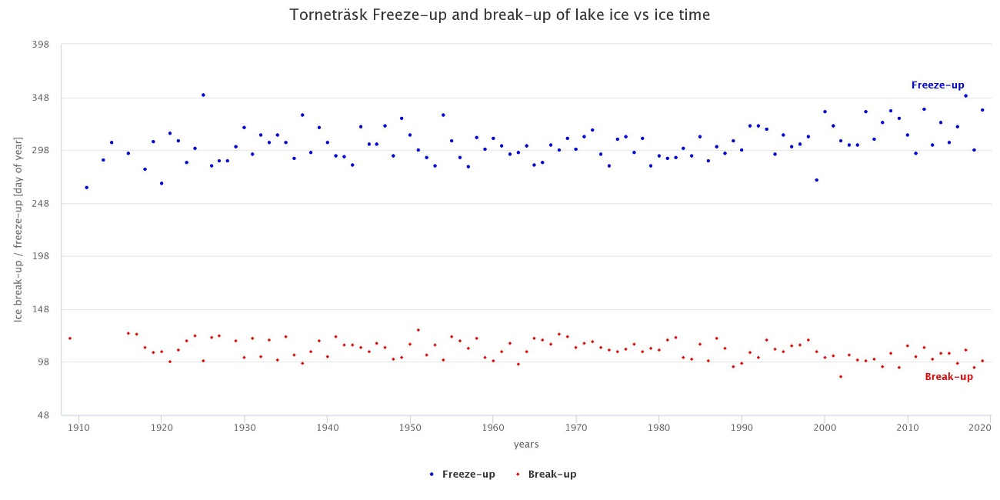 Torneträsk Freeze-up and break-up of lake ice vs ice time
Ice break-up / freeze-up [day of year]
398
348
298
248
198
148
98
48
Freeze-up
Break-up
1910 1920 1930 1940 1950 1960 1970 1980 1990 2000 2010 2020
years
Freeze-up Break-up